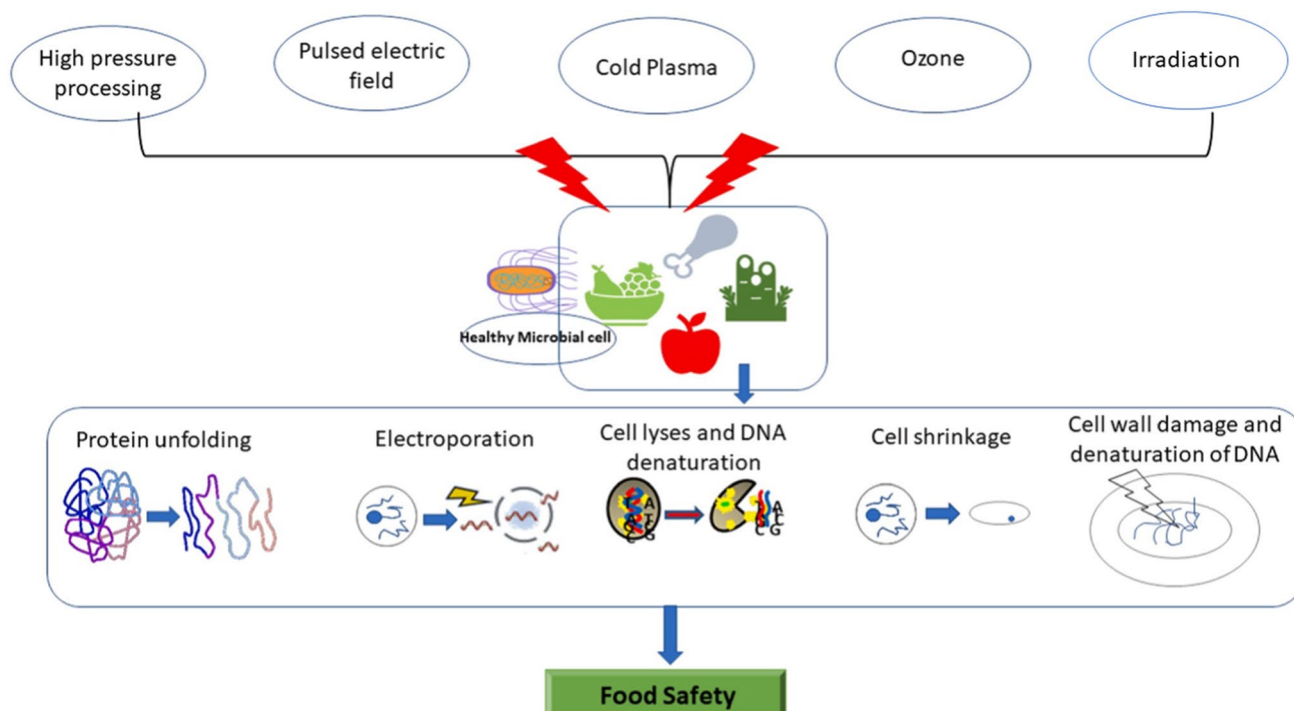 High pressure
processing
Pulsed electric
field
Cold Plasma
Ozone
Irradiation
Healthy Microbial cell
Protein unfolding
Electroporation
Cell lyses and DNA
denaturation
Cell shrinkage
Cell wall damage and
denaturation of DNA
Food Safety